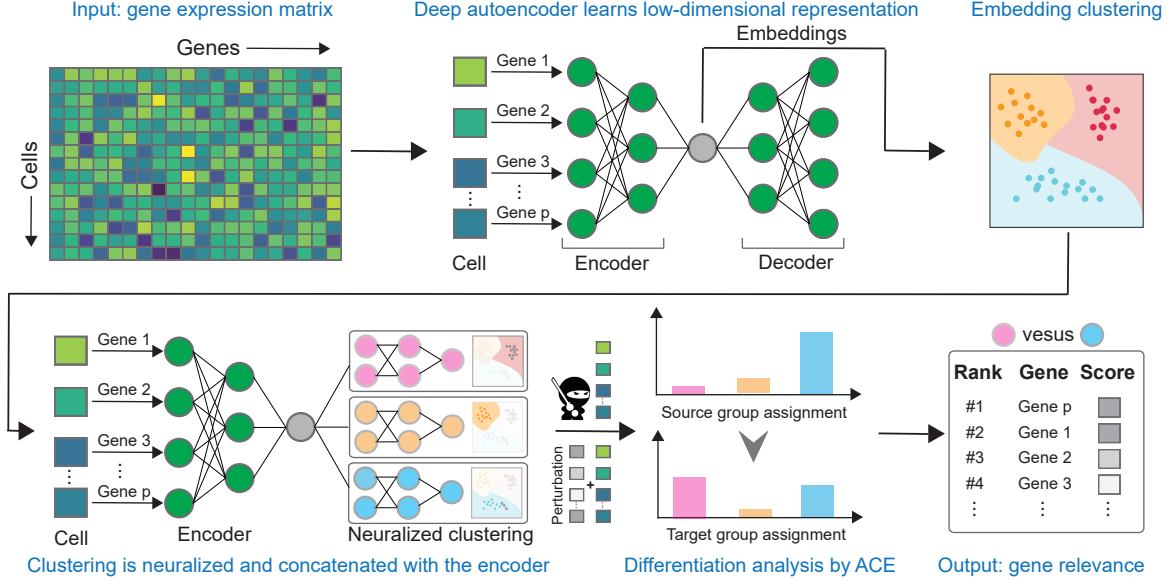 Input: gene expression matrix
Deep autoencoder learns low-dimensional representation
Embedding clustering
Genes
Cells
Embeddings
Gene 1
Gene 2
Gene 3
Gene p
Cell
Encoder
Decoder
Gene 1
Gene 2
Gene 3
Gene p
Cell
Encoder
Neuralized clustering
Perturbation
+
Source group assignment
Target group assignment
vesus
Rank Gene Score
#1 Gene p
#2 Gene 1
#3 Gene 2
#4 Gene 3
Clustering is neuralized and concatenated with the encoder
Differentiation analysis by ACE
Output: gene relevance